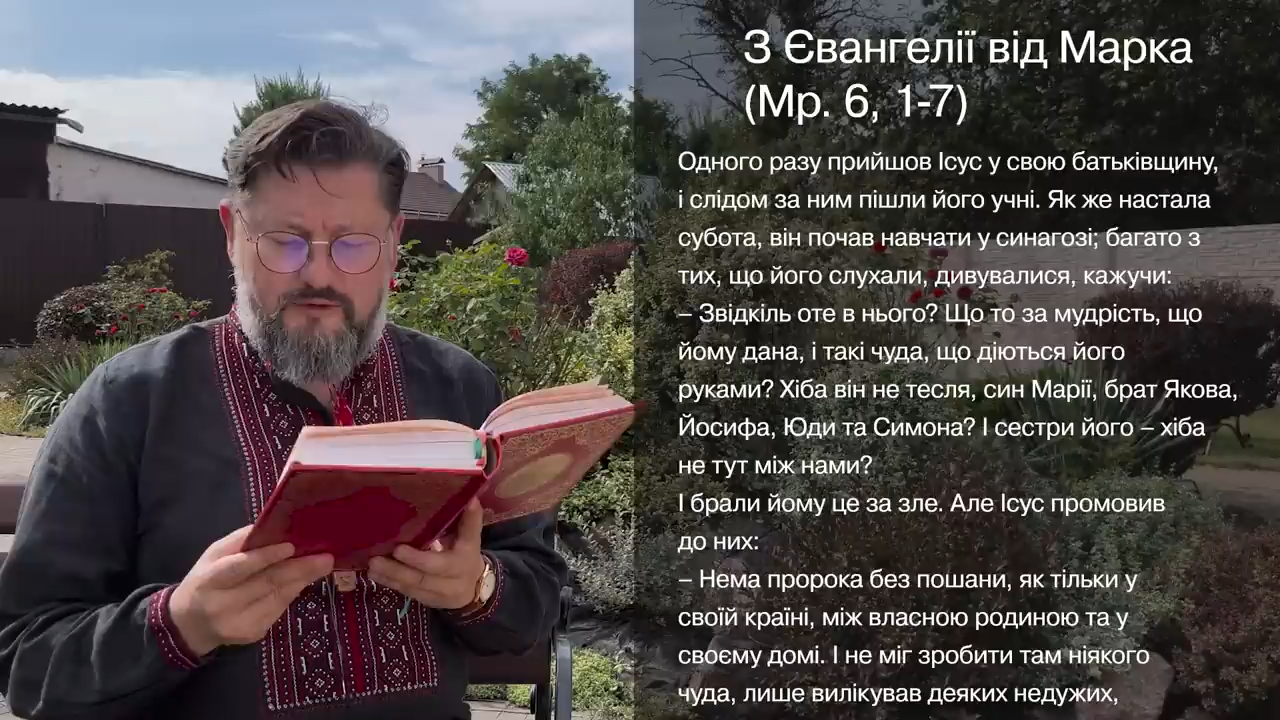 З Євангелії від Марка
(Мр. 6, 1-7)
Одного разу прийшов Ісус у свою батьківщину,
і слідом за ним пішли його учні. Як же настала
субота, він почав навчати у синагозі; багато з
тих, що його слухали, дивувалися, кажучи:
– Звідкіль оте в нього? Що то за мудрість, що
йому дана, і такі чуда, що діються його
руками? Хіба він не тесля, син Марії, брат Якова,
Йосифа, Юди та Симона? І сестри його – хіба
не тут між нами?
І брали йому це за зле. Але Ісус промовив
до них:
– Нема пророка без пошани, як тільки у
своїй країні, між власною родиною та у
своєму домі. І не міг зробити там ніякого
чуда, лише вилікував деяких недужих,